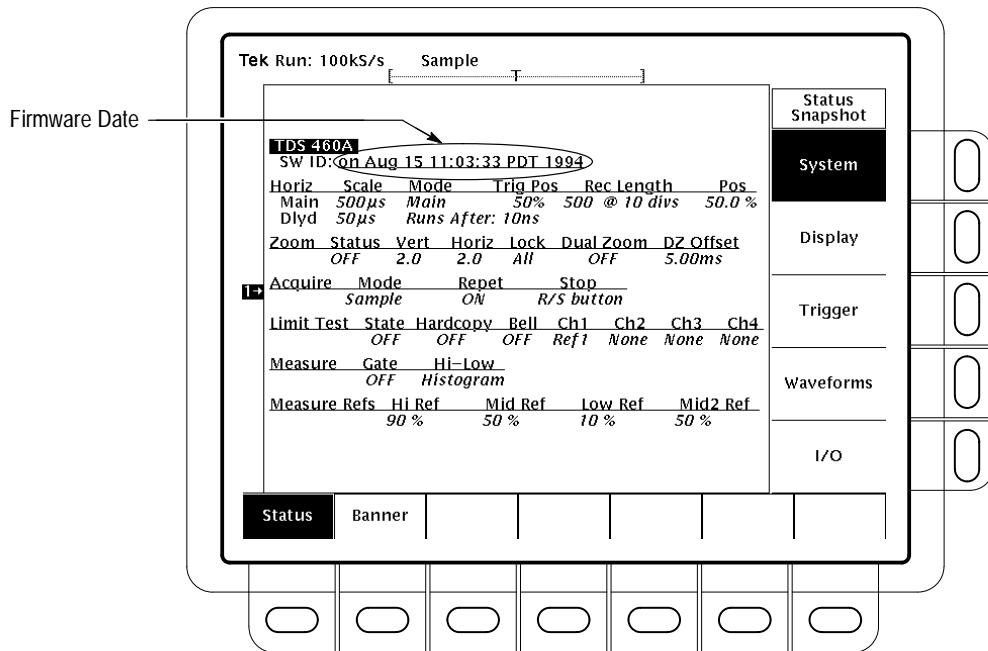 Tek Run: 100kS/s Sample
[ T ]
Firmware Date
Status
Snapshot
TDS 460A
SW ID: on Aug 15 11:03:33 PDT 1994
System
Horiz Scale Mode Trig Pos Rec Length Pos
Main 500µs Main 50% 500 @ 10 divs 50.0 %
Dlyd 50µs Runs After: 10ns
Display
Zoom Status Vert Horiz Lock Dual Zoom DZ Offset
OFF 2.0 2.0 All OFF 5.00ms
1→
Acquire Mode Repet Stop
Sample ON R/S button
Trigger
Limit Test State Hardcopy Bell Ch1 Ch2 Ch3 Ch4
OFF OFF OFF Ref1 None None None
Measure Gate Hi–Low
OFF Histogram
Waveforms
Measure Refs Hi Ref Mid Ref Low Ref Mid2 Ref
90 % 50 % 10 % 50 %
I/O
Status Banner